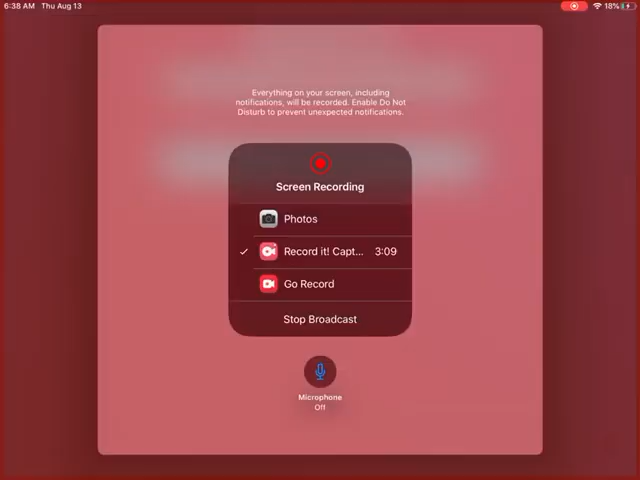 6:38 AM Thu Aug 13
18%
Everything on your screen, including
notifications, will be recorded. Enable Do Not
Disturb to prevent unexpected notifications.
Screen Recording
Photos
Record it! Capt... 3:09
Go Record
Stop Broadcast
Microphone
Off